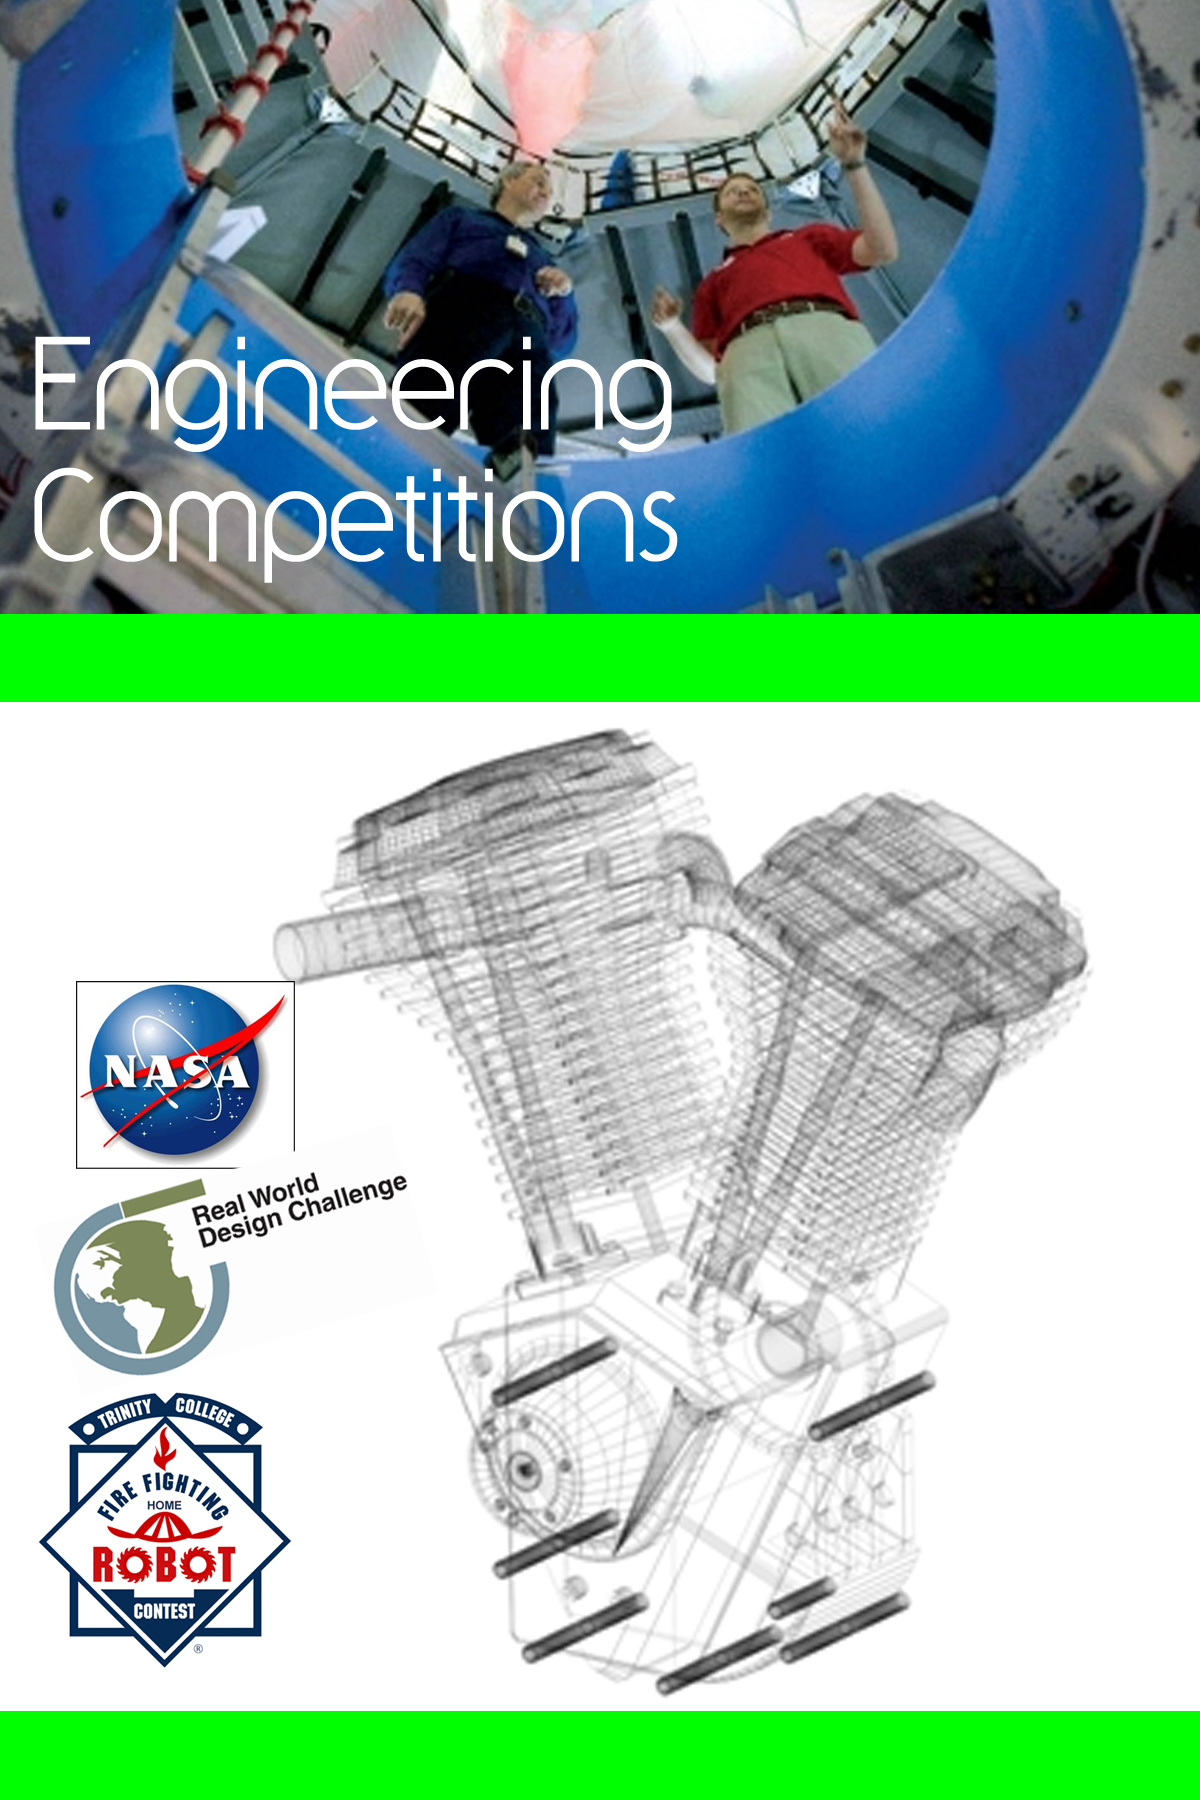 Engineering
Competitions
NASA
Real World
Design Challenge
TRINITY COLLEGE
FIRE FIGHTING
HOME
ROBOT
CONTEST
®